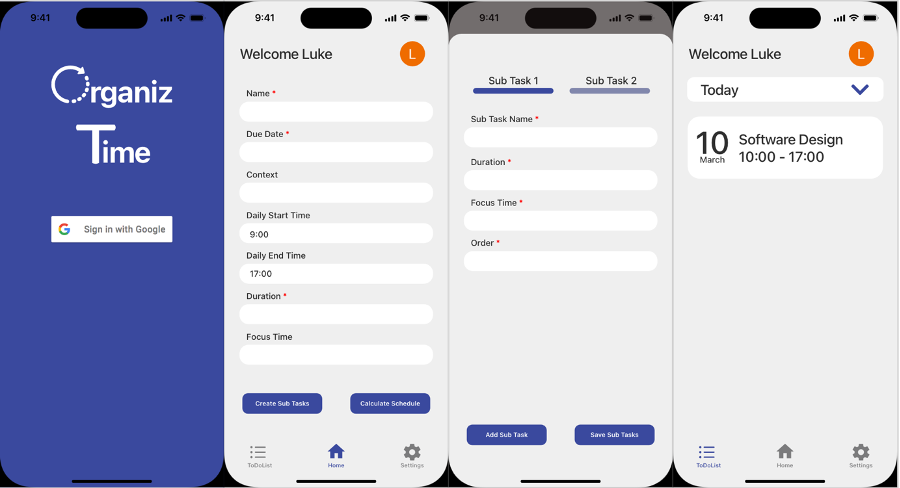 9:41
Organiz
Time
Sign in with Google
9:41
Welcome Luke
L
Name *
Due Date *
Context
Daily Start Time
9:00
Daily End Time
17:00
Duration *
Focus Time
Create Sub Tasks
Calculate Schedule
ToDoList
Home
Settings
9:41
Sub Task 1
Sub Task 2
Sub Task Name *
Duration *
Focus Time *
Order *
Add Sub Task
Save Sub Tasks
9:41
Welcome Luke
L
Today
10
March
Software Design
10:00 - 17:00
ToDoList
Home
Settings